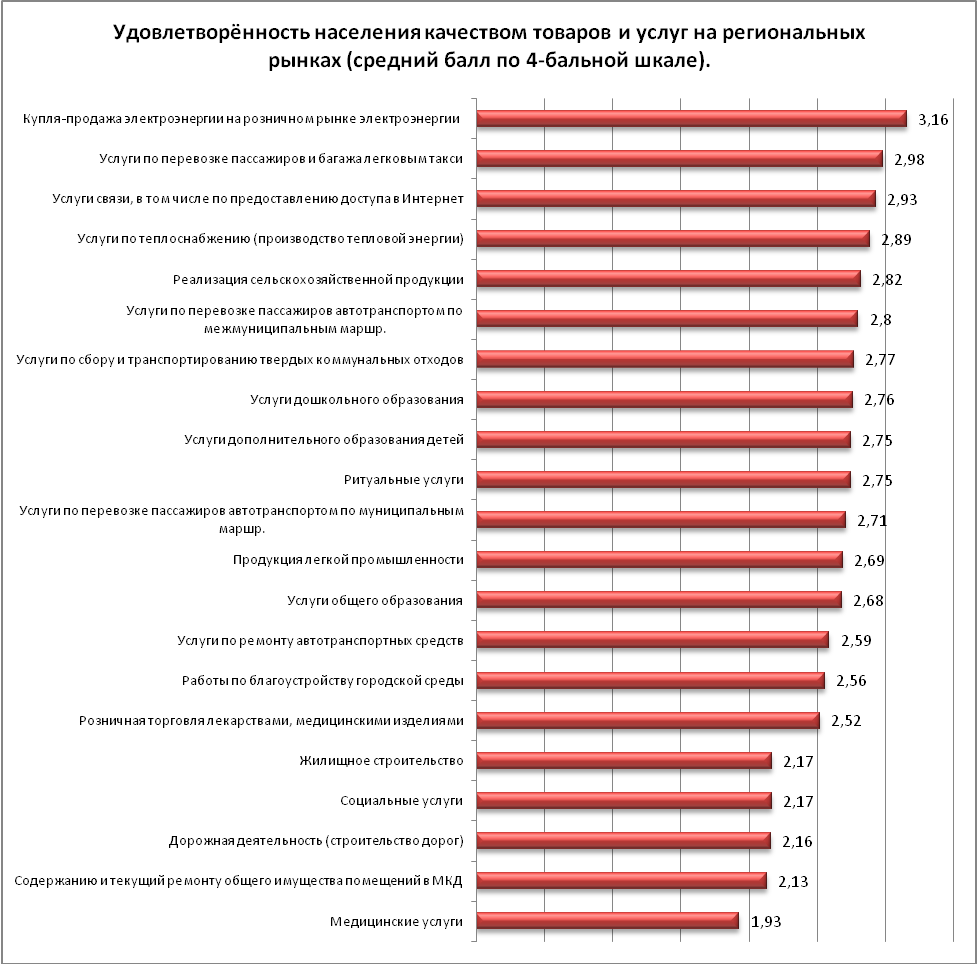 Удовлетворённость населения качеством товаров и услуг на региональных
рынках (средний балл по 4-бальной шкале).
Купля-продажа электроэнергии на розничном рынке электроэнергии 3,16
Услуги по перевозке пассажиров и багажа легковым такси 2,98
Услуги связи, в том числе по предоставлению доступа в Интернет 2,93
Услуги по теплоснабжению (производство тепловой энергии) 2,89
Реализация сельскохозяйственной продукции 2,82
Услуги по перевозке пассажиров автотранспортом по
межмуниципальным маршр. 2,8
Услуги по сбору и транспортированию твердых коммунальных отходов 2,77
Услуги дошкольного образования 2,76
Услуги дополнительного образования детей 2,75
Ритуальные услуги 2,75
Услуги по перевозке пассажиров автотранспортом по муниципальным
маршр. 2,71
Продукция легкой промышленности 2,69
Услуги общего образования 2,68
Услуги по ремонту автотранспортных средств 2,59
Работы по благоустройству городской среды 2,56
Розничная торговля лекарствами, медицинскими изделиями 2,52
Жилищное строительство 2,17
Социальные услуги 2,17
Дорожная деятельность (строительство дорог) 2,16
Содержанию и текущий ремонту общего имущества помещений в МКД 2,13
Медицинские услуги 1,93